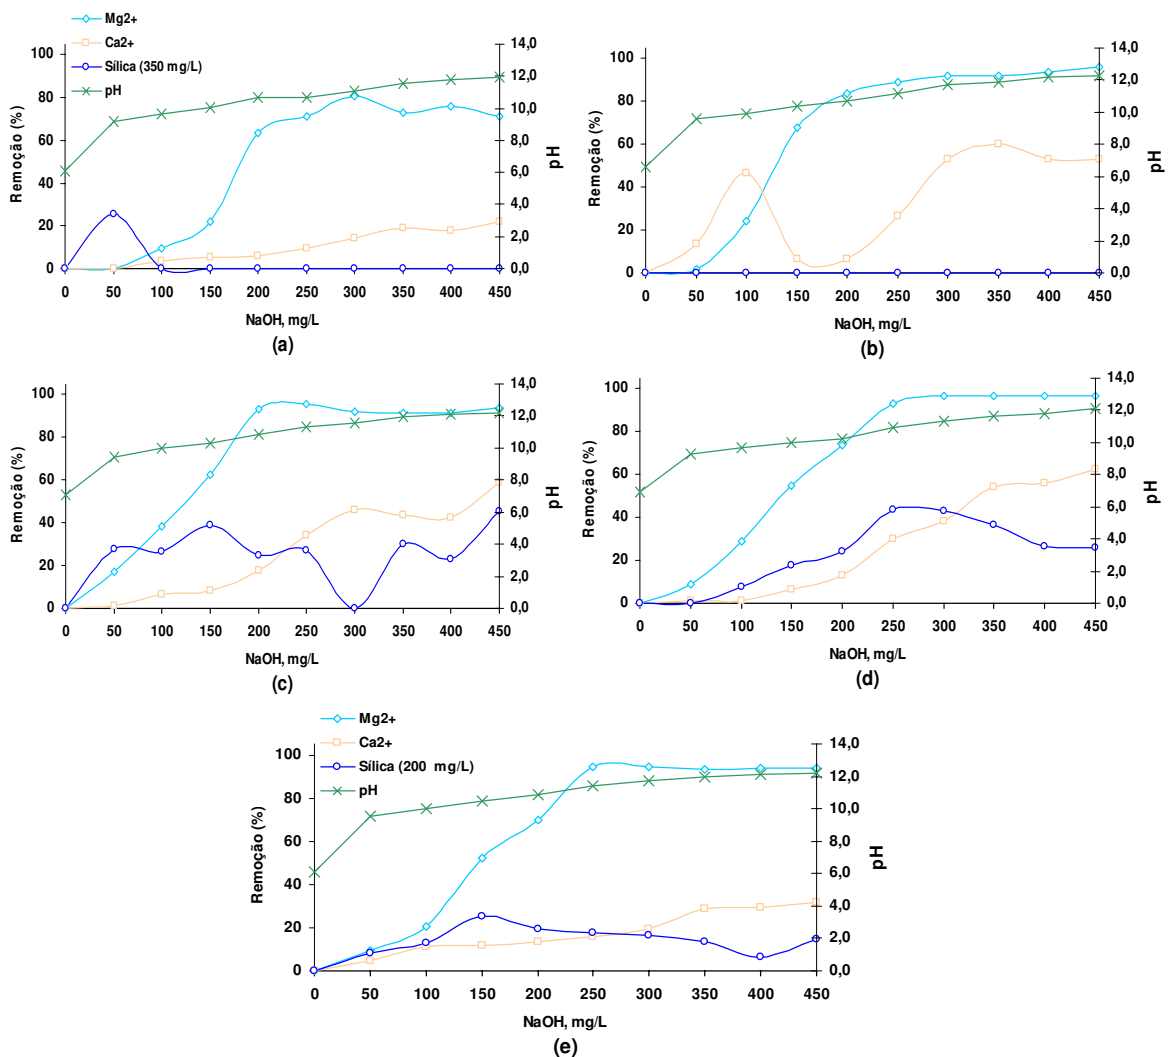 Mg2+
Ca2+
Sílica (350 mg/L)
pH
Remoção (%)
100
80
60
40
20
0
14,0
12,0
10,0
8,0
6,0
4,0
2,0
0,0
pH
0 50 100 150 200 250 300 350 400 450
NaOH, mg/L
(a)
Remoção (%)
100
80
60
40
20
0
14,0
12,0
10,0
8,0
6,0
4,0
2,0
0,0
pH
0 50 100 150 200 250 300 350 400 450
NaOH, mg/L
(b)
Remoção (%)
100
80
60
40
20
0
14,0
12,0
10,0
8,0
6,0
4,0
2,0
0,0
pH
0 50 100 150 200 250 300 350 400 450
NaOH, mg/L
(c)
Remoção (%)
100
80
60
40
20
0
14,0
12,0
10,0
8,0
6,0
4,0
2,0
0,0
pH
0 50 100 150 200 250 300 350 400 450
NaOH, mg/L
(d)
Mg2+
Ca2+
Sílica (200 mg/L)
pH
Remoção (%)
100
80
60
40
20
0
14,0
12,0
10,0
8,0
6,0
4,0
2,0
0,0
pH
0 50 100 150 200 250 300 350 400 450
NaOH, mg/L
(e)